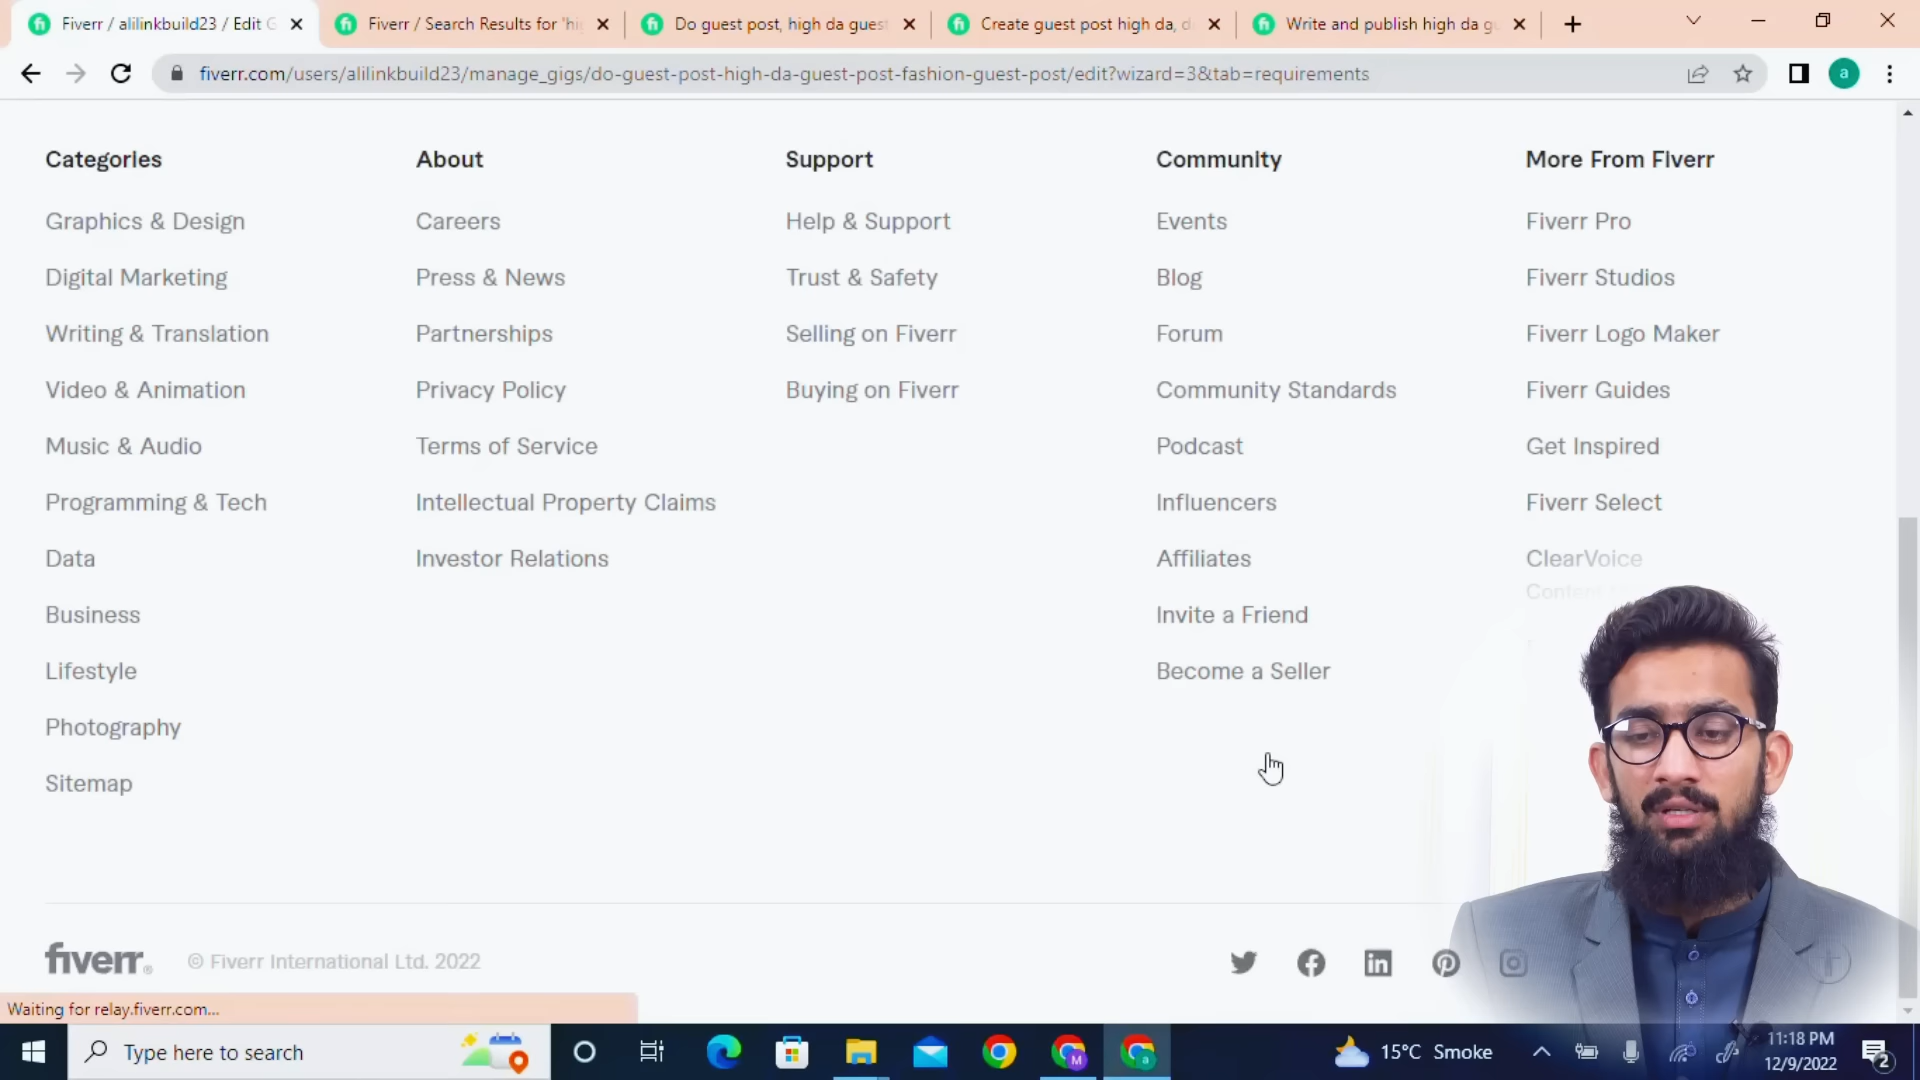 Fiverr / alilinkbuild23 / Edit G
Fiverr / Search Results for 'hi
Do guest post, high da guest
Create guest post high da, d
Write and publish high da g
fiverr.com/users/alilinkbuild23/manage_gigs/do-guest-post-high-da-guest-post-fashion-guest-post/edit?wizard=3&tab=requirements
a
Categories
Graphics & Design
Digital Marketing
Writing & Translation
Video & Animation
Music & Audio
Programming & Tech
Data
Business
Lifestyle
Photography
Sitemap
About
Careers
Press & News
Partnerships
Privacy Policy
Terms of Service
Intellectual Property Claims
Investor Relations
Support
Help & Support
Trust & Safety
Selling on Fiverr
Buying on Fiverr
Community
Events
Blog
Forum
Community Standards
Podcast
Influencers
Affiliates
Invite a Friend
Become a Seller
More From Fiverr
Fiverr Pro
Fiverr Studios
Fiverr Logo Maker
Fiverr Guides
Get Inspired
Fiverr Select
ClearVoice
fiverr®
© Fiverr International Ltd. 2022
Waiting for relay.fiverr.com...
Type here to search
M
a
15°C Smoke
11:18 PM
12/9/2022
2